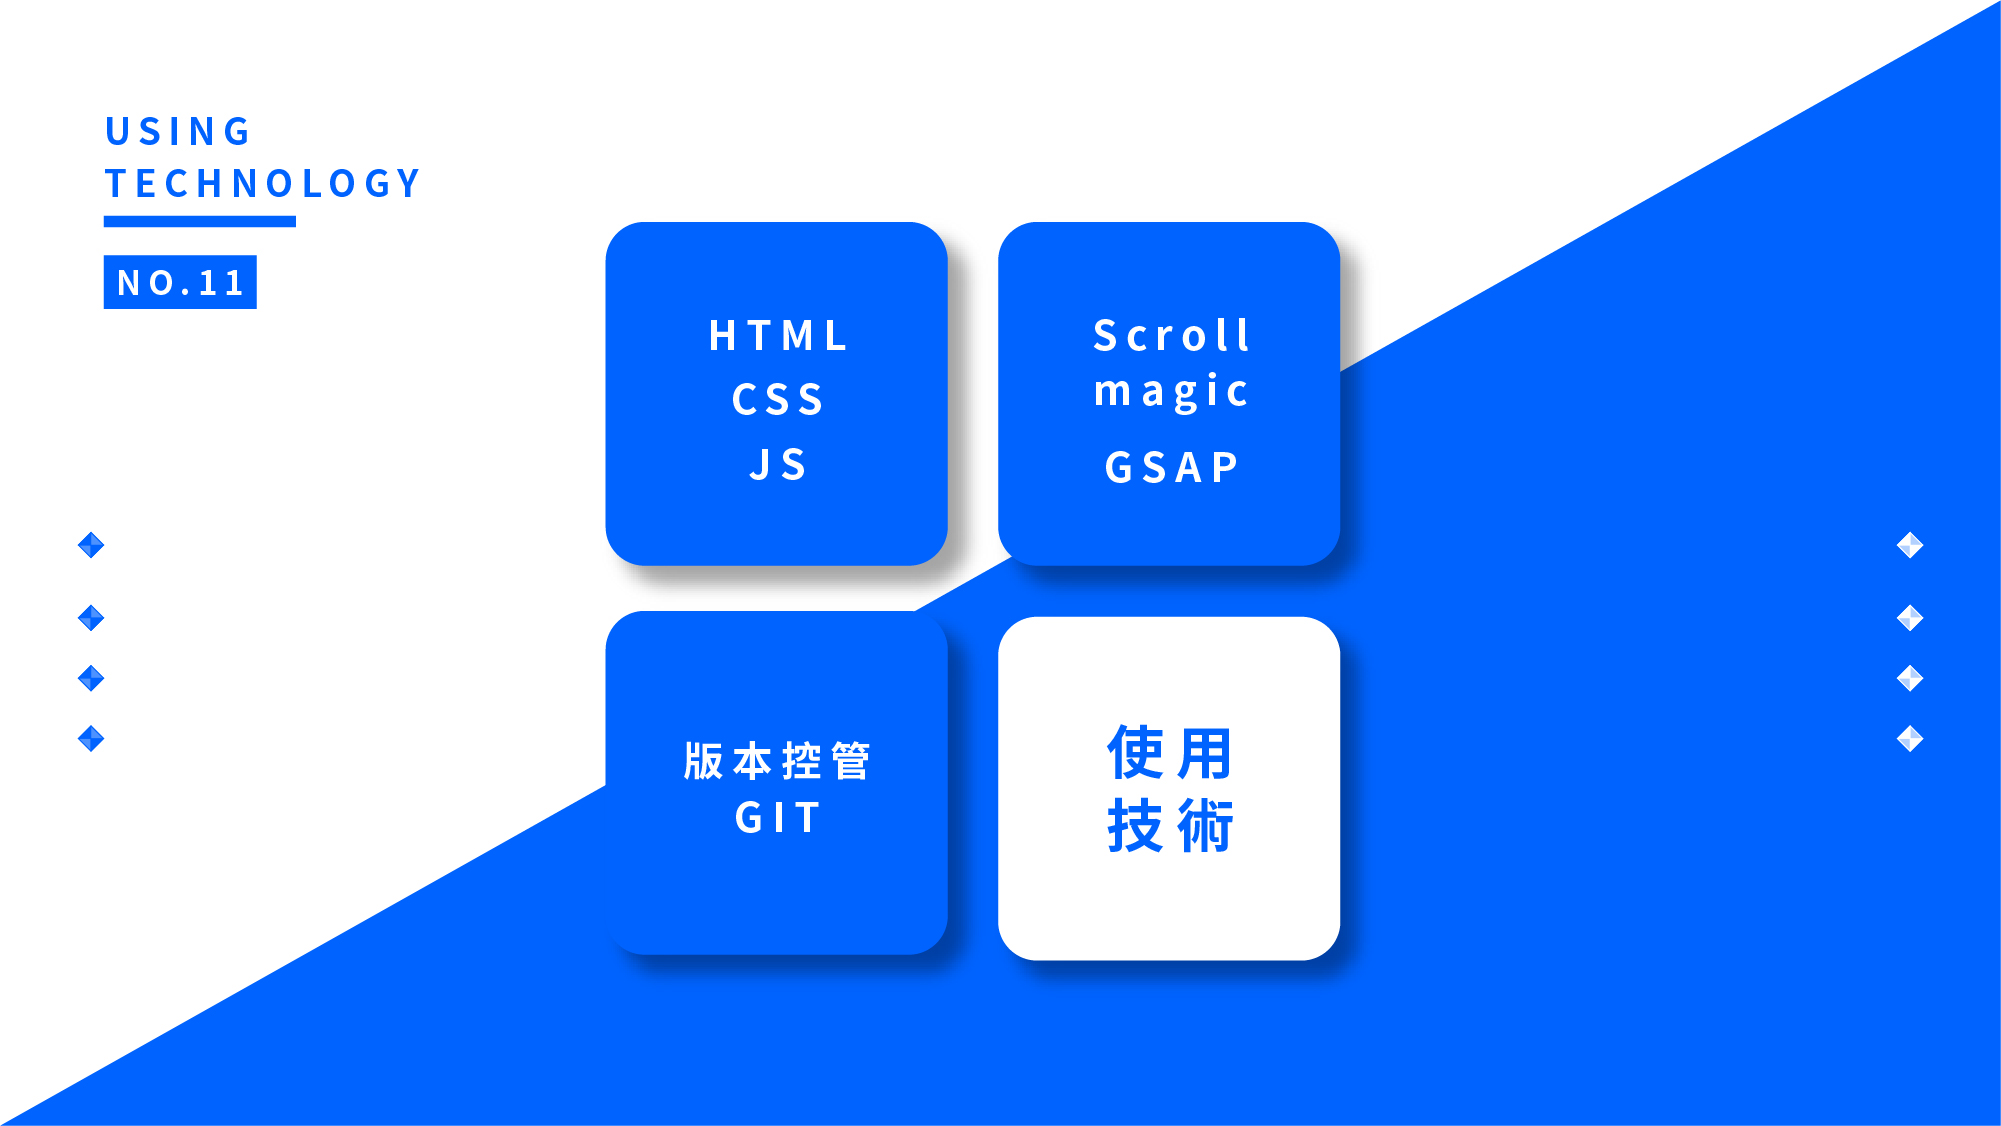 USING
TECHNOLOGY
NO.11
HTML
CSS
JS
Scroll
magic
GSAP
版本控管
GIT
使用
技術